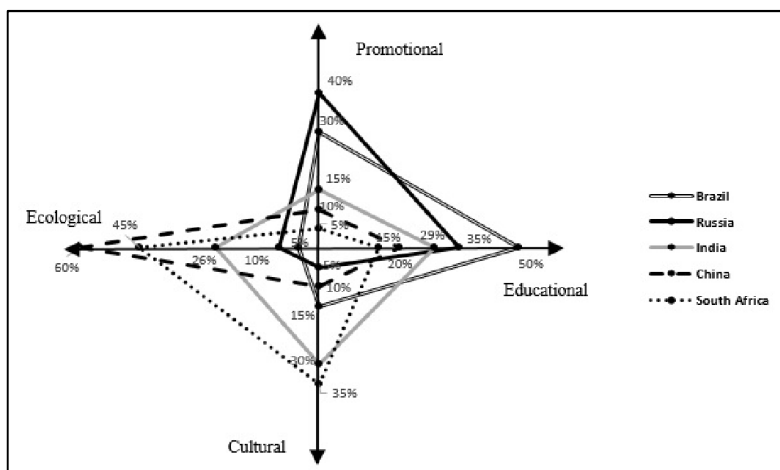 Promotional
40%
30%
15%
10%
5%
Ecological
45%
5%
15%
29%
35%
60%
26%
10%
5%
20%
50%
10%
Educational
15%
30%
35%
Cultural
Brazil
Russia
India
China
South Africa